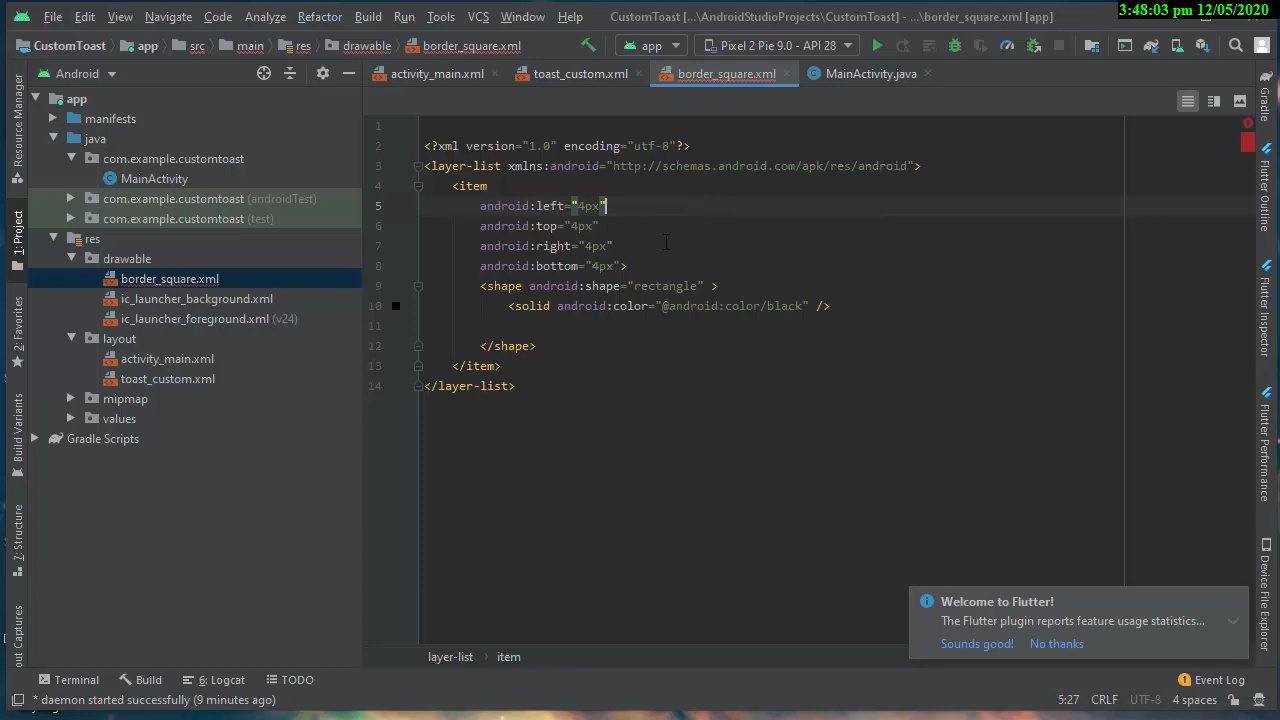 3:48:03 pm 12/05/2020
File Edit View Navigate Code Analyze Refactor Build Run Tools VCS Window Help CustomToast [...\AndroidStudioProjects\CustomToast] - ...\border_square.xml [app]
CustomToast app src main res drawable border_square.xml app Pixel 2 Pie 9.0 - API 28
Android activity_main.xml toast_custom.xml border_square.xml MainActivity.java
app
manifests
java
com.example.customtoast
MainActivity
com.example.customtoast (androidTest)
com.example.customtoast (test)
res
drawable
border_square.xml
ic_launcher_background.xml
ic_launcher_foreground.xml (v24)
layout
activity_main.xml
toast_custom.xml
mipmap
values
Gradle Scripts
Resource Manager
1: Project
2: Favorites
Build Variants
7: Structure
out Captures
1
2 <?xml version="1.0" encoding="utf-8"?>
3 <layer-list xmlns:android="http://schemas.android.com/apk/res/android">
4 <item
5 android:left="4px"
6 android:top="4px"
7 android:right="4px"
8 android:bottom="4px">
9 <shape android:shape="rectangle" >
10 <solid android:color="@android:color/black" />
11
12 </shape>
13 </item>
14 </layer-list>
Gradle
Flutter Outline
Flutter Inspector
Flutter Performance
Device File Explorer
Welcome to Flutter!
The Flutter plugin reports feature usage statistics...
Sounds good! No thanks
layer-list item
Terminal Build 6: Logcat TODO 1 Event Log
* daemon started successfully (9 minutes ago) 5:27 CRLF UTF-8 4 spaces